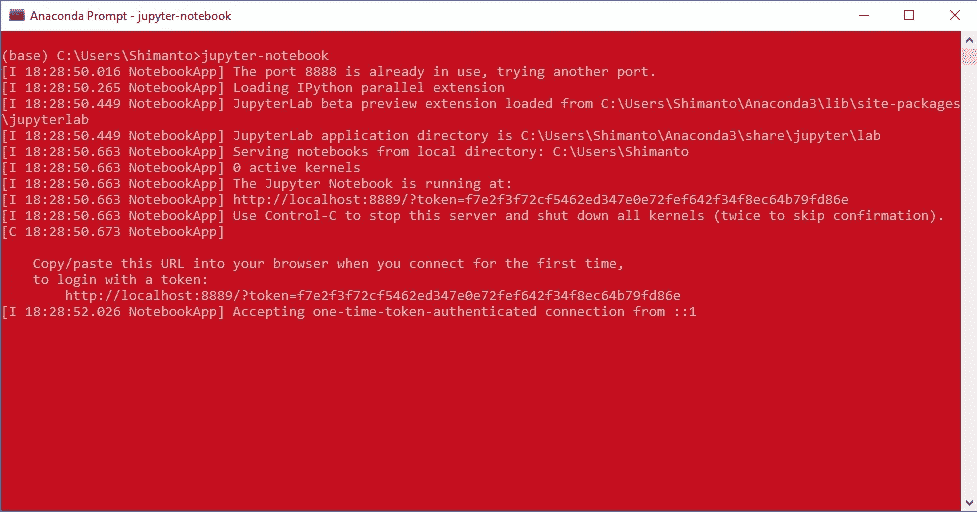 Anaconda Prompt - jupyter-notebook
(base) C:\Users\Shimanto>jupyter-notebook
[I 18:28:50.016 NotebookApp] The port 8888 is already in use, trying another port.
[I 18:28:50.265 NotebookApp] Loading IPython parallel extension
[I 18:28:50.449 NotebookApp] JupyterLab beta preview extension loaded from C:\Users\Shimanto\Anaconda3\lib\site-packages
\jupyterlab
[I 18:28:50.449 NotebookApp] JupyterLab application directory is C:\Users\Shimanto\Anaconda3\share\jupyter\lab
[I 18:28:50.663 NotebookApp] Serving notebooks from local directory: C:\Users\Shimanto
[I 18:28:50.663 NotebookApp] 0 active kernels
[I 18:28:50.663 NotebookApp] The Jupyter Notebook is running at:
[I 18:28:50.663 NotebookApp] http://localhost:8889/?token=f7e2f3f72cf5462ed347e0e72fef642f34f8ec64b79fd86e
[I 18:28:50.663 NotebookApp] Use Control-C to stop this server and shut down all kernels (twice to skip confirmation).
[C 18:28:50.673 NotebookApp]
Copy/paste this URL into your browser when you connect for the first time,
to login with a token:
http://localhost:8889/?token=f7e2f3f72cf5462ed347e0e72fef642f34f8ec64b79fd86e
[I 18:28:52.026 NotebookApp] Accepting one-time-token-authenticated connection from ::1